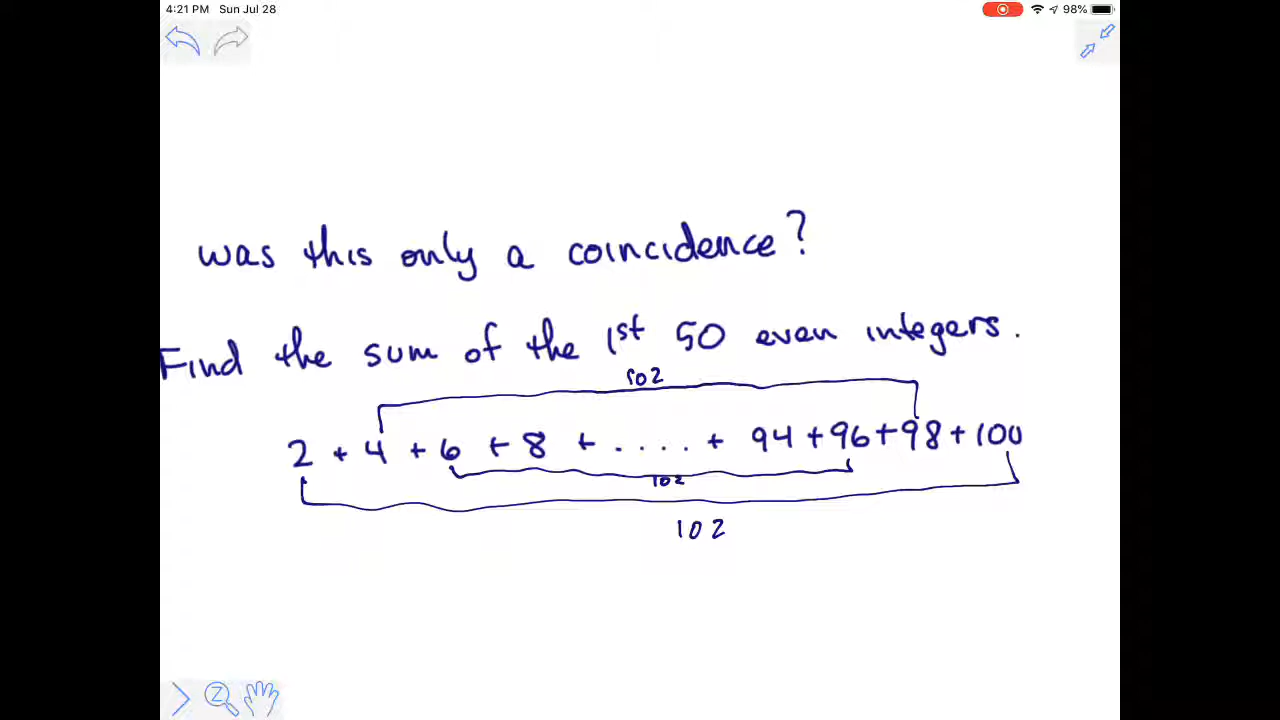 4:21 PM Sun Jul 28
98%
was this only a coincidence?
Find the sum of the 1st 50 even integers.
102
2 + 4 + 6 + 8 + ..... + 94 + 96 + 98 + 100
102
102
Z